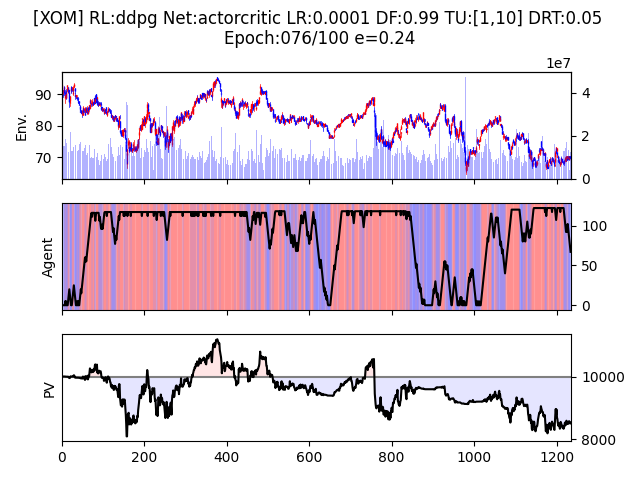 [XOM] RL:ddpg Net:actorcritic LR:0.0001 DF:0.99 TU:[1,10] DRT:0.05
Epoch:076/100 e=0.24
1e7
Env.
90
80
70
4
2
0
Agent
100
50
0
PV
10000
8000
0 200 400 600 800 1000 1200